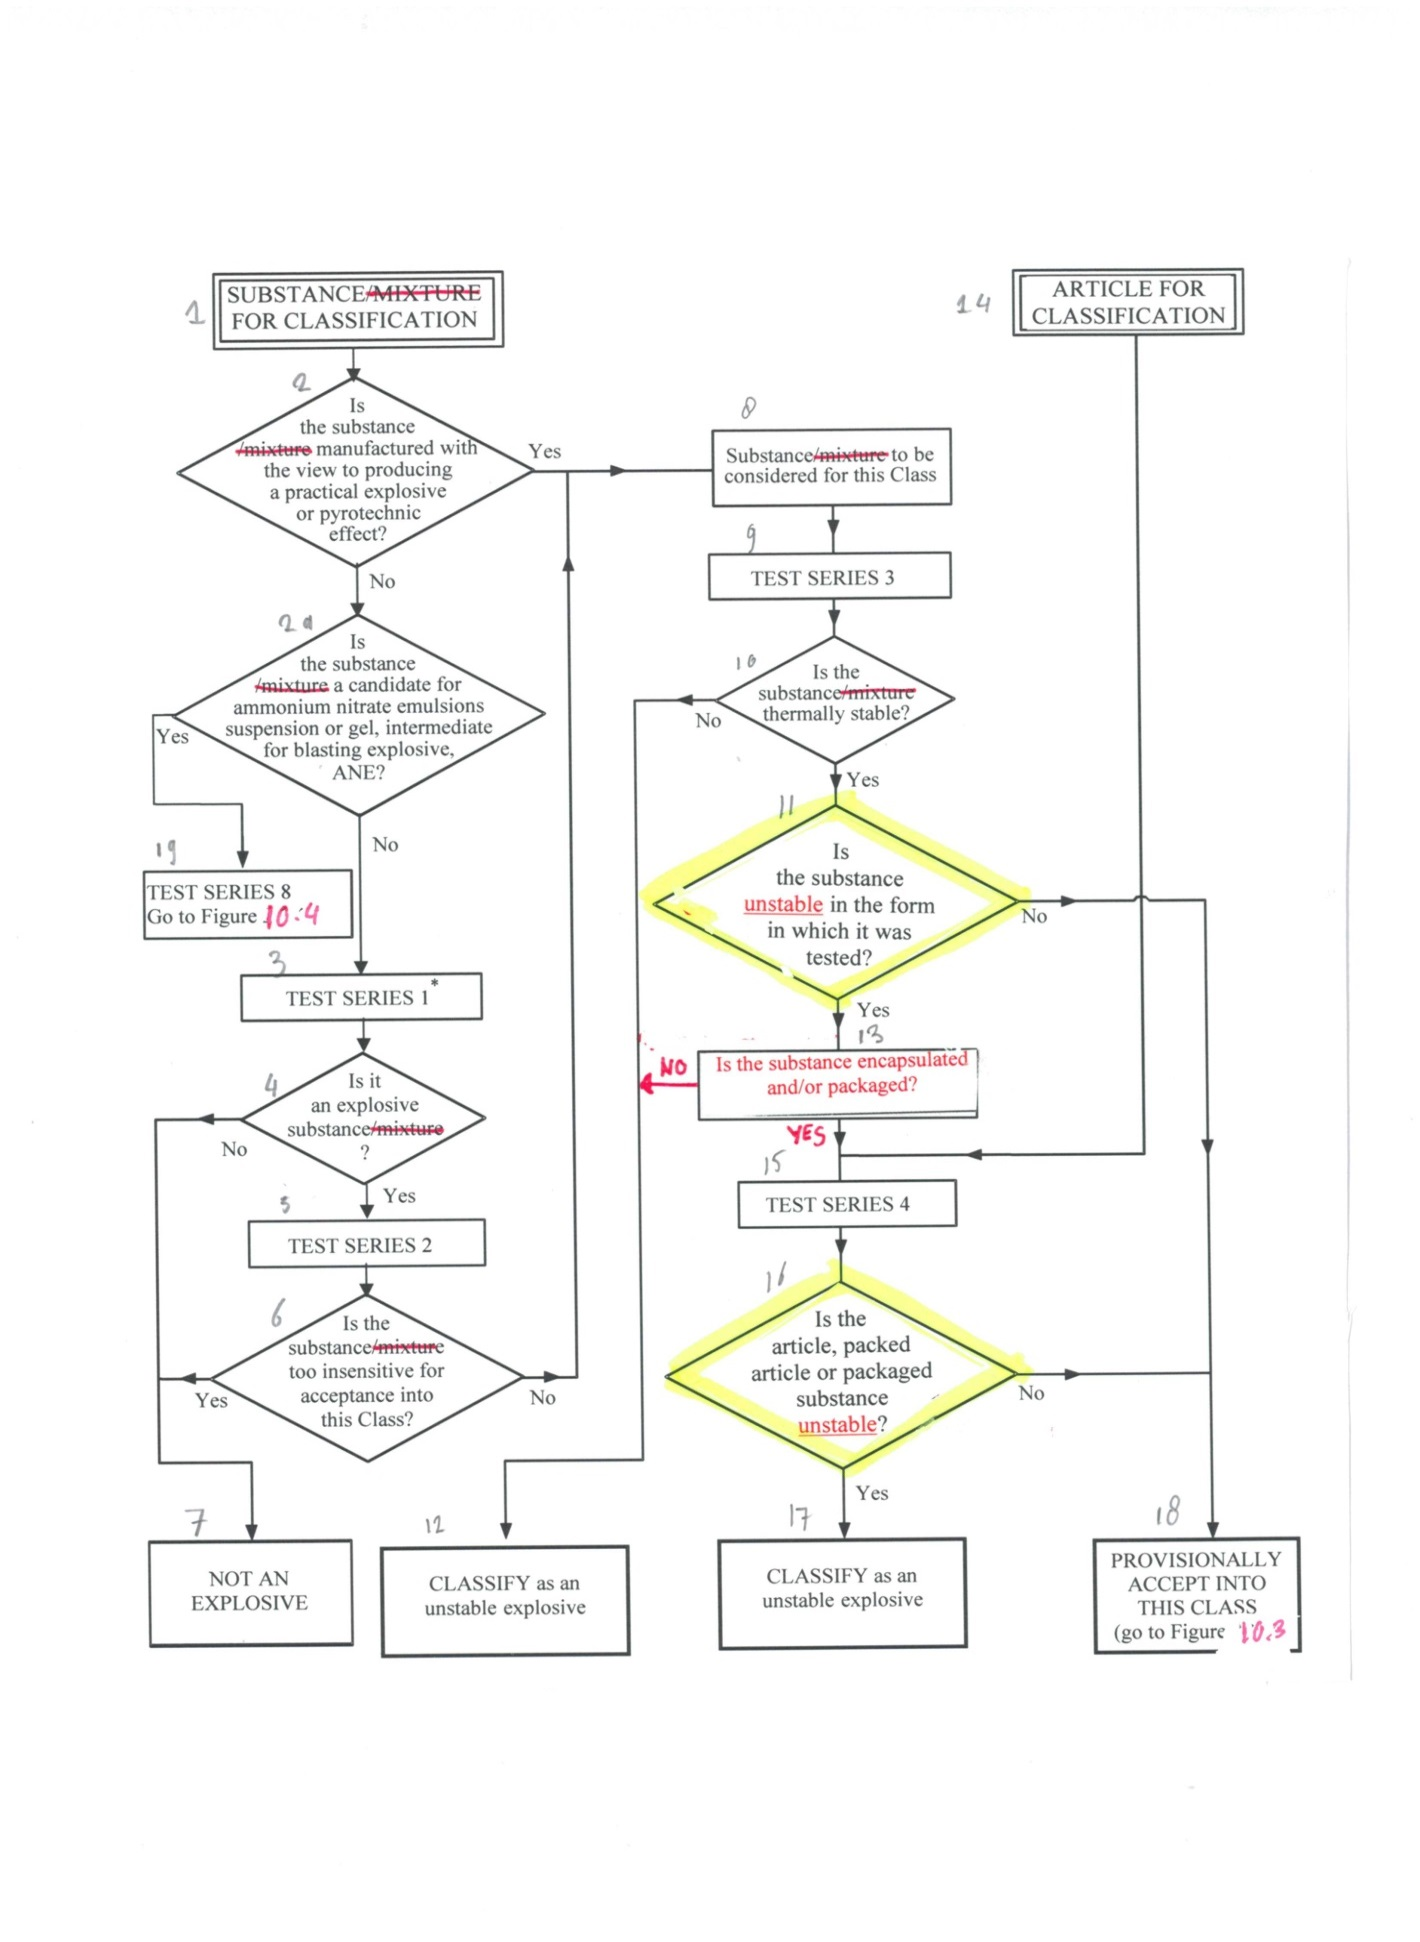 1
SUBSTANCE/MIXTURE
FOR CLASSIFICATION
2
Is
the substance
/mixture manufactured with
the view to producing
a practical explosive
or pyrotechnic
effect?
Yes
No
2a
Is
the substance
/mixture a candidate for
ammonium nitrate emulsions
suspension or gel, intermediate
for blasting explosive,
ANE?
Yes
No
19
TEST SERIES 8
Go to Figure 10.4
3
TEST SERIES 1*
4
Is it
an explosive
substance/mixture
?
No
Yes
5
TEST SERIES 2
6
Is the
substance/mixture
too insensitive for
acceptance into
this Class?
Yes
No
7
NOT AN
EXPLOSIVE
8
Substance/mixture to be
considered for this Class
9
TEST SERIES 3
10
Is the
substance/mixture
thermally stable?
No
Yes
11
Is
the substance
unstable in the form
in which it was
tested?
No
Yes
13
Is the substance encapsulated
and/or packaged?
NO
YES
14
ARTICLE FOR
CLASSIFICATION
15
TEST SERIES 4
16
Is the
article, packed
article or packaged
substance
unstable?
No
Yes
12
CLASSIFY as an
unstable explosive
17
CLASSIFY as an
unstable explosive
18
PROVISIONALLY
ACCEPT INTO
THIS CLASS
(go to Figure 10.3